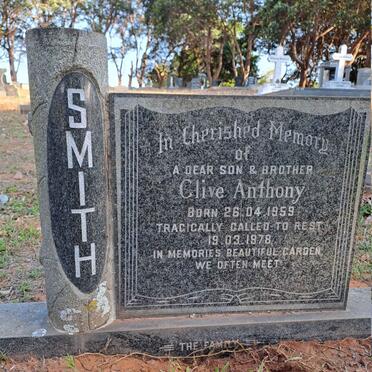 SMITH
In Cherished Memory
of
A DEAR SON & BROTHER
Clive Anthony
BORN 26.04.1959
TRAGICALLY CALLED TO REST
19.03.1978
IN MEMORIES BEAUTIFUL GARDEN
WE OFTEN MEET
THE FAMILY